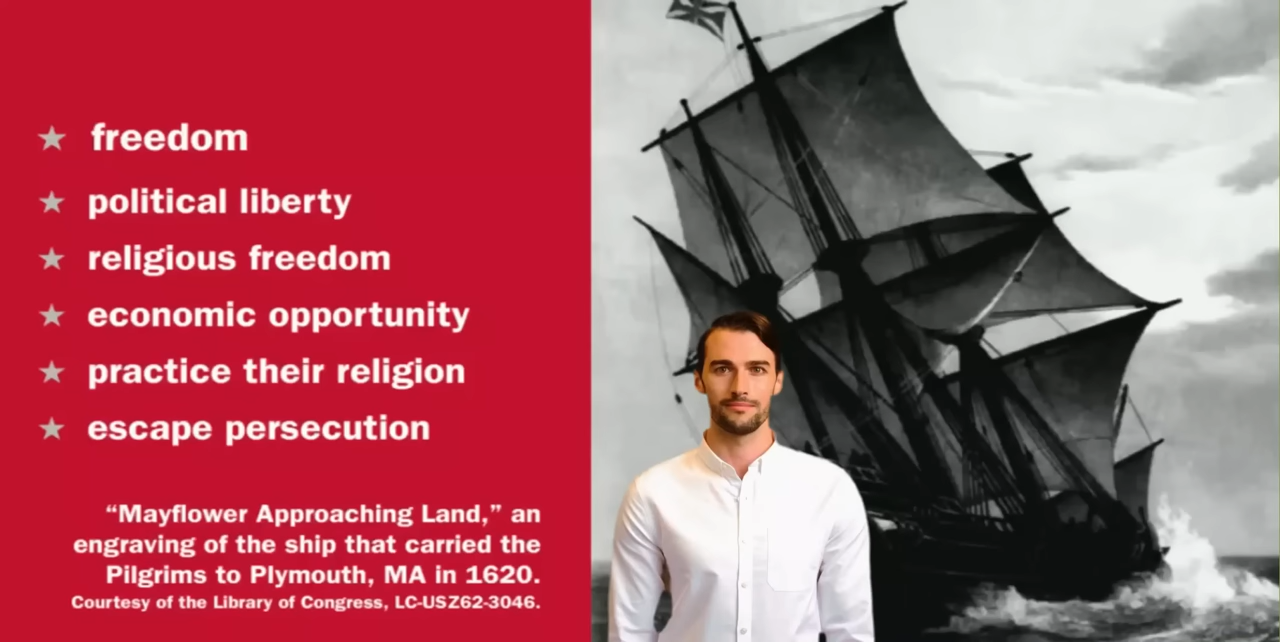 freedom
political liberty
religious freedom
economic opportunity
practice their religion
escape persecution
“Mayflower Approaching Land,” an
engraving of the ship that carried the
Pilgrims to Plymouth, MA in 1620.
Courtesy of the Library of Congress, LC-USZ62-3046.